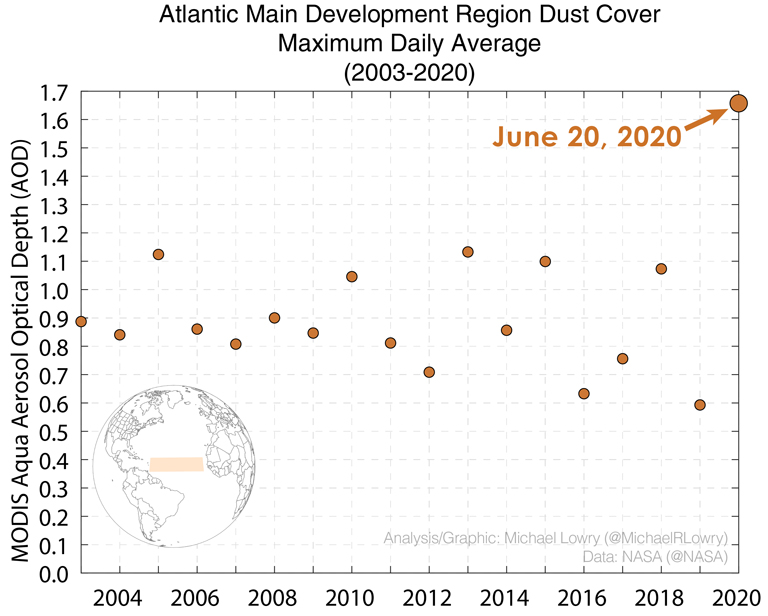 Atlantic Main Development Region Dust Cover
Maximum Daily Average
(2003-2020)
MODIS Aqua Aerosol Optical Depth (AOD)
1.7
1.6
1.5
1.4
1.3
1.2
1.1
1.0
0.9
0.8
0.7
0.6
0.5
0.4
0.3
0.2
0.1
0.0
June 20, 2020
Analysis/Graphic: Michael Lowry (@MichaelRLowry)
Data: NASA (@NASA)
2004 2006 2008 2010 2012 2014 2016 2018 2020